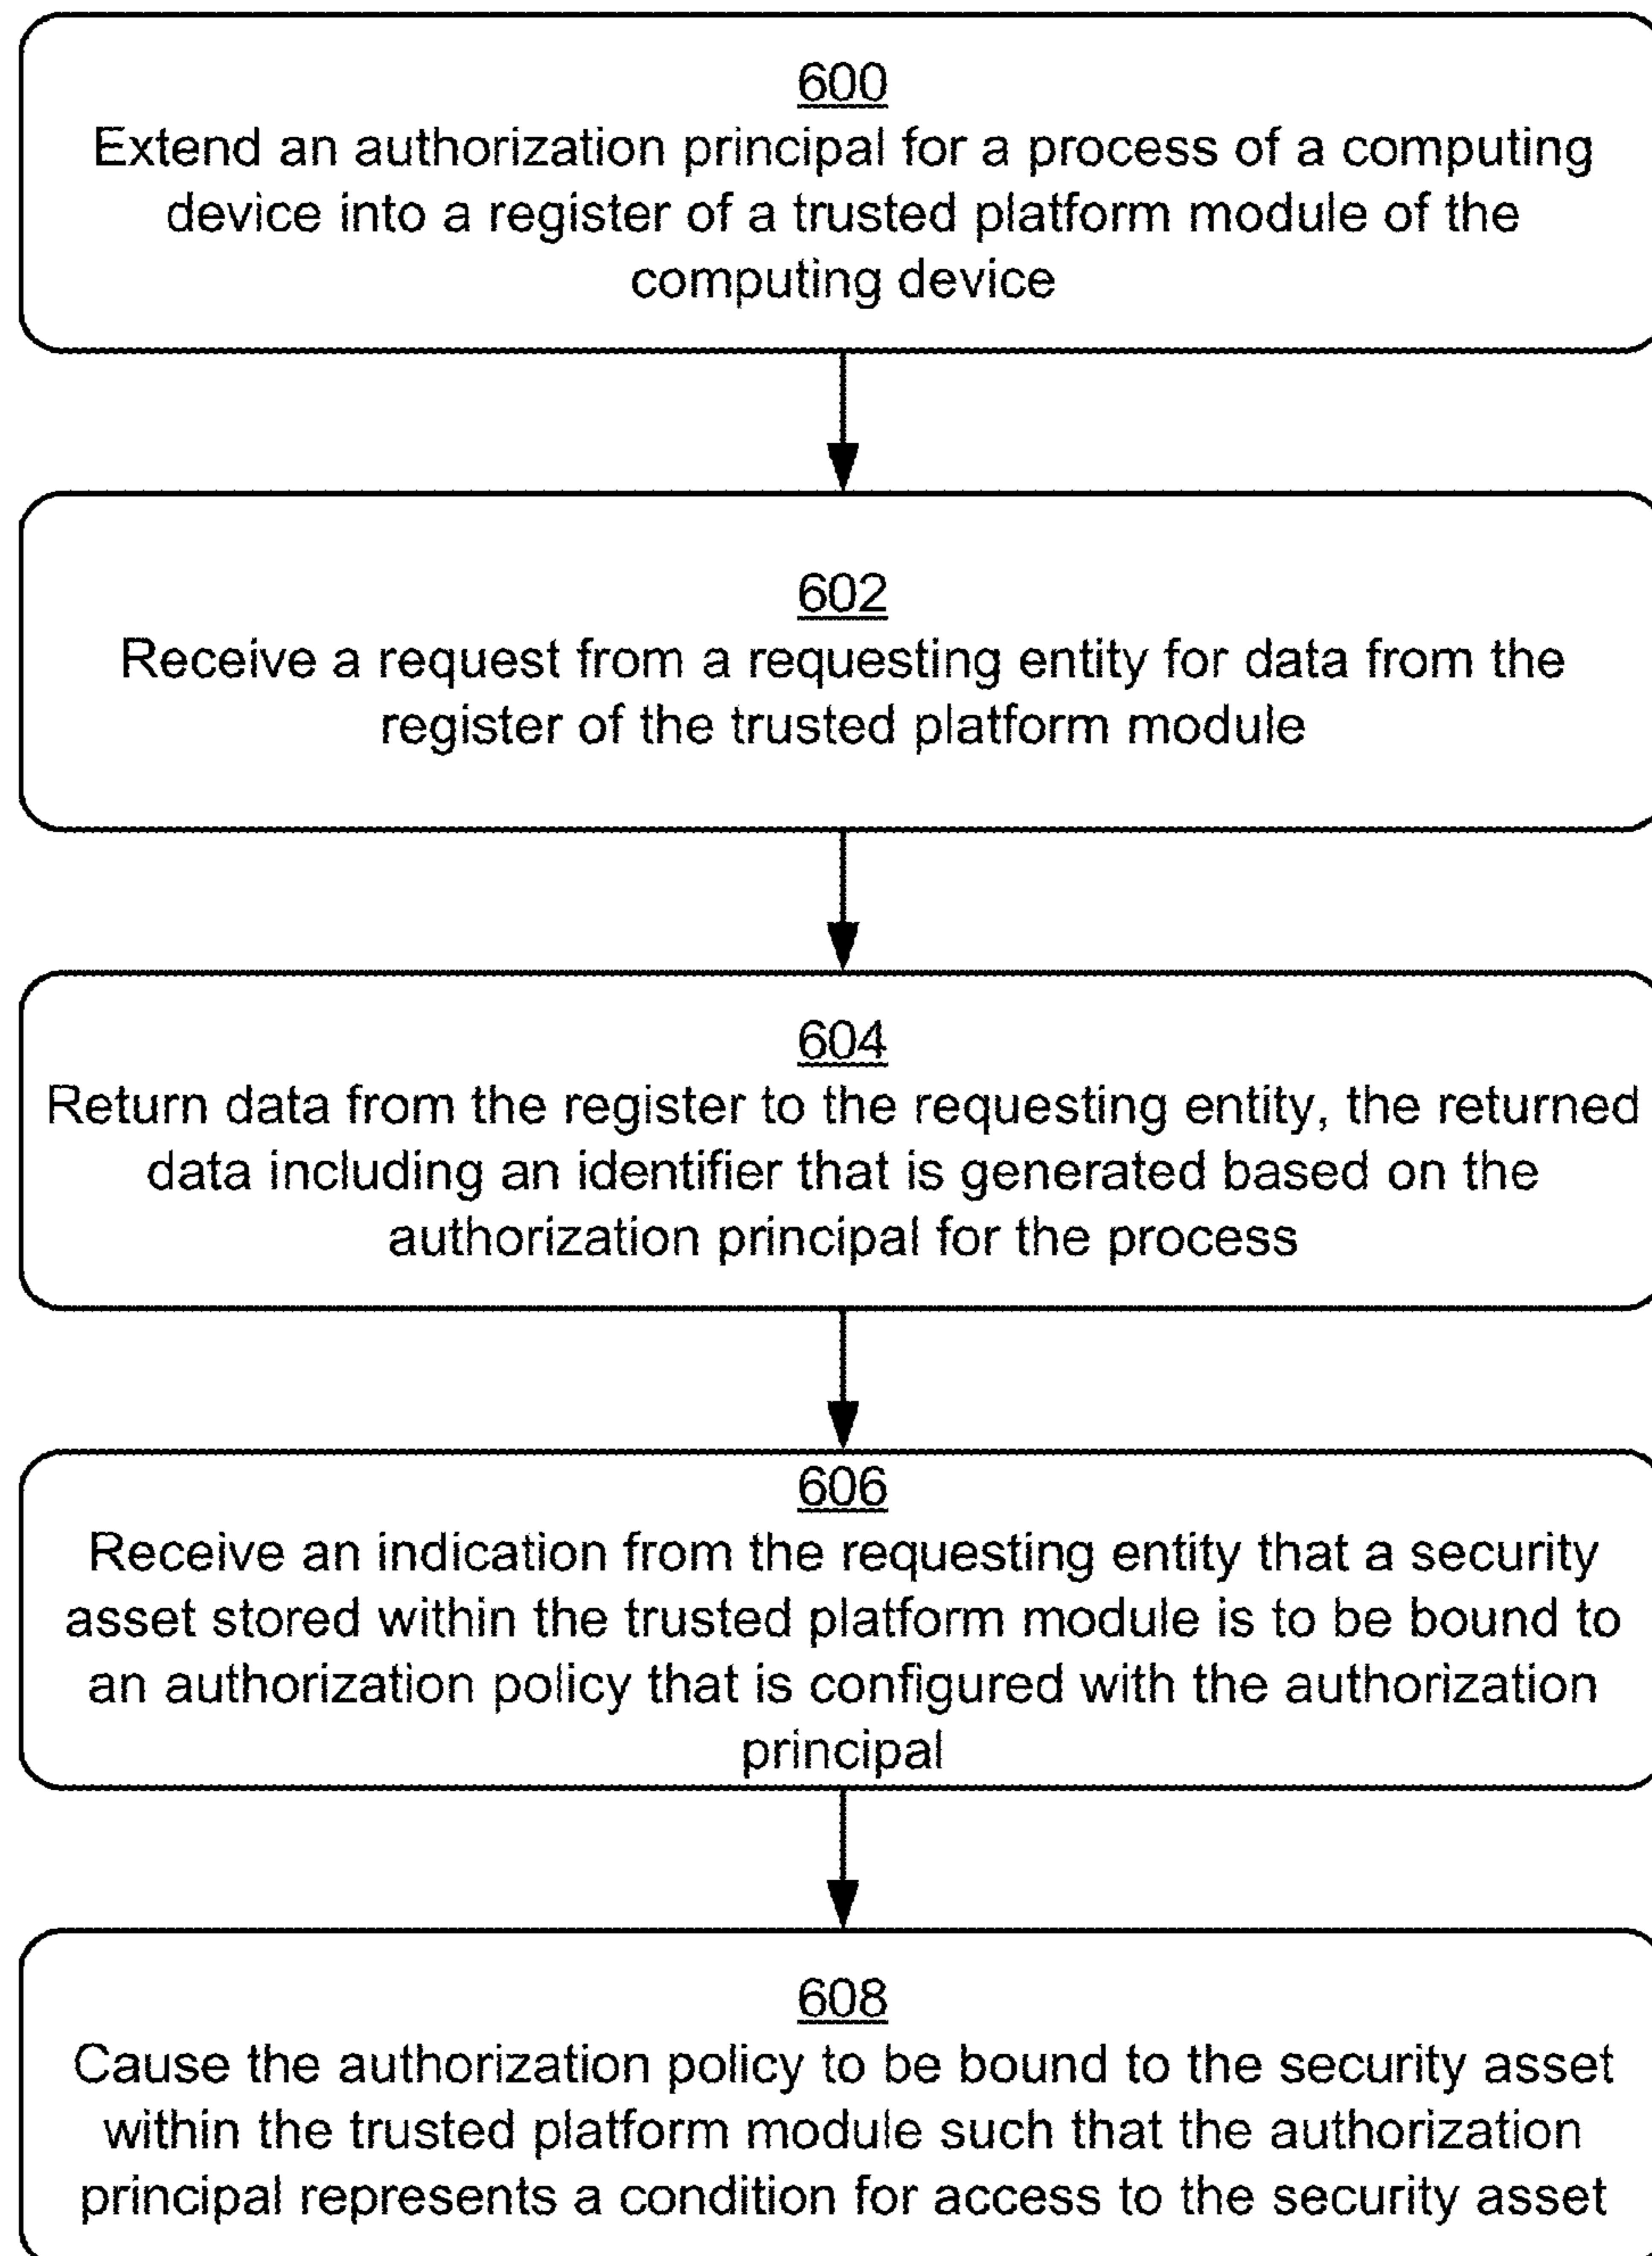 600
Extend an authorization principal for a process of a computing
device into a register of a trusted platform module of the
computing device
602
Receive a request from a requesting entity for data from the
register of the trusted platform module
604
Return data from the register to the requesting entity, the returned
data including an identifier that is generated based on the
authorization principal for the process
606
Receive an indication from the requesting entity that a security
asset stored within the trusted platform module is to be bound to
an authorization policy that is configured with the authorization
principal
608
Cause the authorization policy to be bound to the security asset
within the trusted platform module such that the authorization
principal represents a condition for access to the security asset